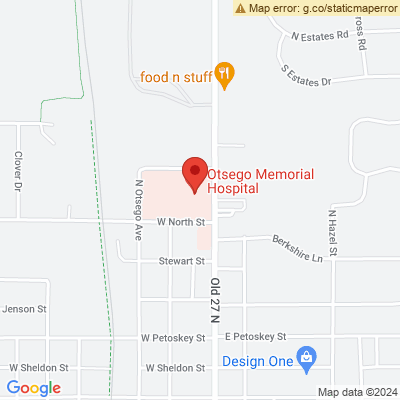 Map error: g.co/staticmaperror
N Estates Rd
ross Rd
food n stuff
S Estates Dr
Clover Dr
Otsego Memorial
Hospital
N Otsego Ave
N Hazel St
W North St
Berkshire Ln
Stewart St
Old 27 N
Jenson St
W Petoskey St
E Petoskey St
Design One
W Sheldon St
W Sheldon St
Google
Map data ©2024